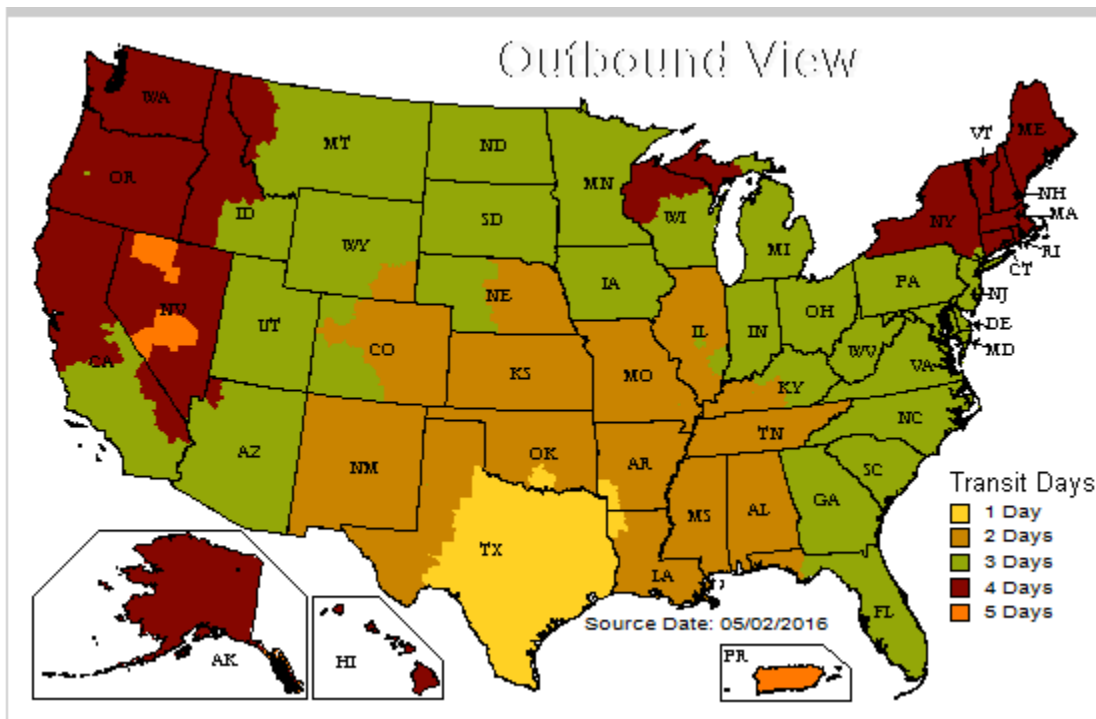 Outbound View
WA
OR
CA
NV
ID
MT
WY
UT
AZ
CO
NM
ND
SD
NE
KS
OK
TX
MN
IA
MO
AR
LA
WI
IL
MI
IN
OH
KY
TN
MS
AL
GA
FL
SC
NC
VA
WV
PA
NY
VT
ME
NH
MA
RI
CT
NJ
DE
MD
AK
HI
PR
Transit Days
1 Day
2 Days
3 Days
4 Days
5 Days
Source Date: 05/02/2016